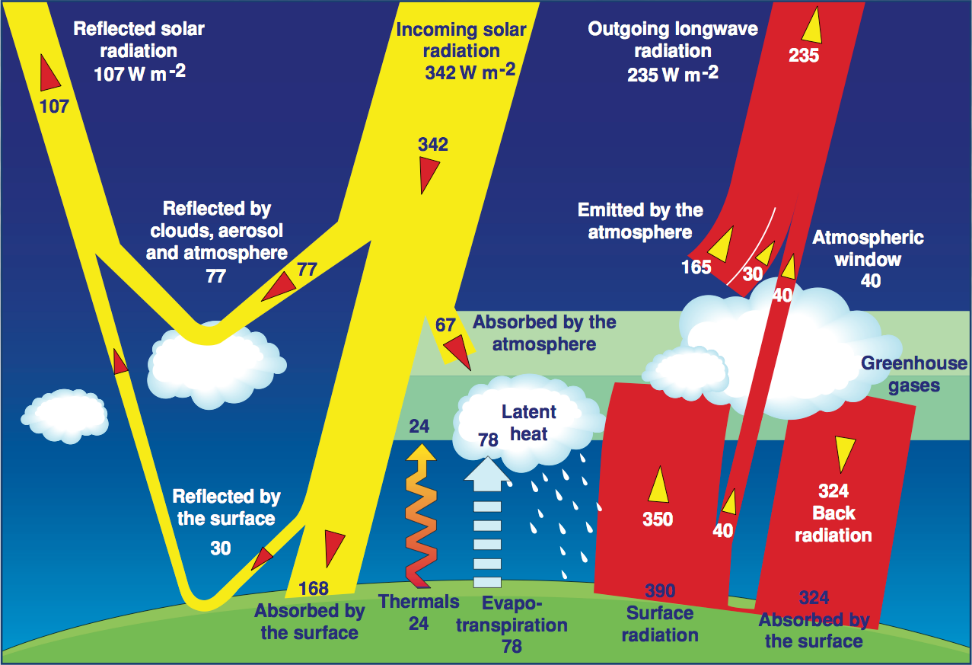 Reflected solar
radiation
107 W m-2
Incoming solar
radiation
342 W m-2
Outgoing longwave
radiation
235 W m-2
235
107
342
Reflected by
clouds, aerosol
and atmosphere
77
77
Emitted by the
atmosphere
165
30
40
Atmospheric
window
40
67
Absorbed by the
atmosphere
Greenhouse
gases
24
Latent
heat
78
Reflected by
the surface
30
350
40
324
Back
radiation
168
Absorbed by
the surface
Thermals
24
Evapo-
transpiration
78
390
Surface
radiation
324
Absorbed by
the surface